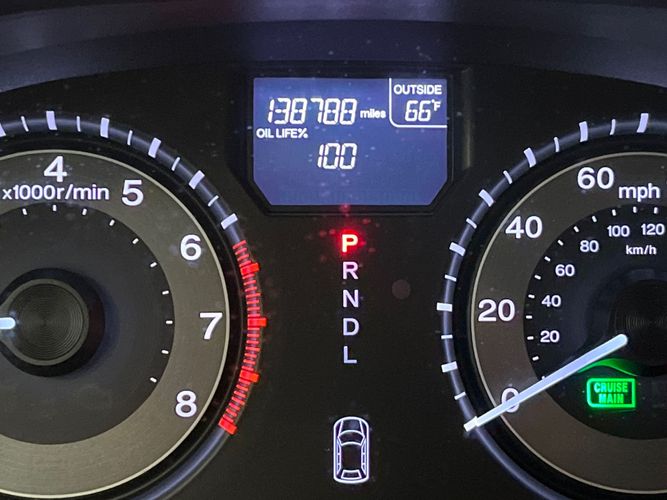 138788 miles
OUTSIDE
66°F
OIL LIFE%
100
4
x1000r/min
5
6
7
8
P
R
N
D
L
60
mph
40
20
0
100
120
80
km/h
60
40
20
CRUISE
MAIN